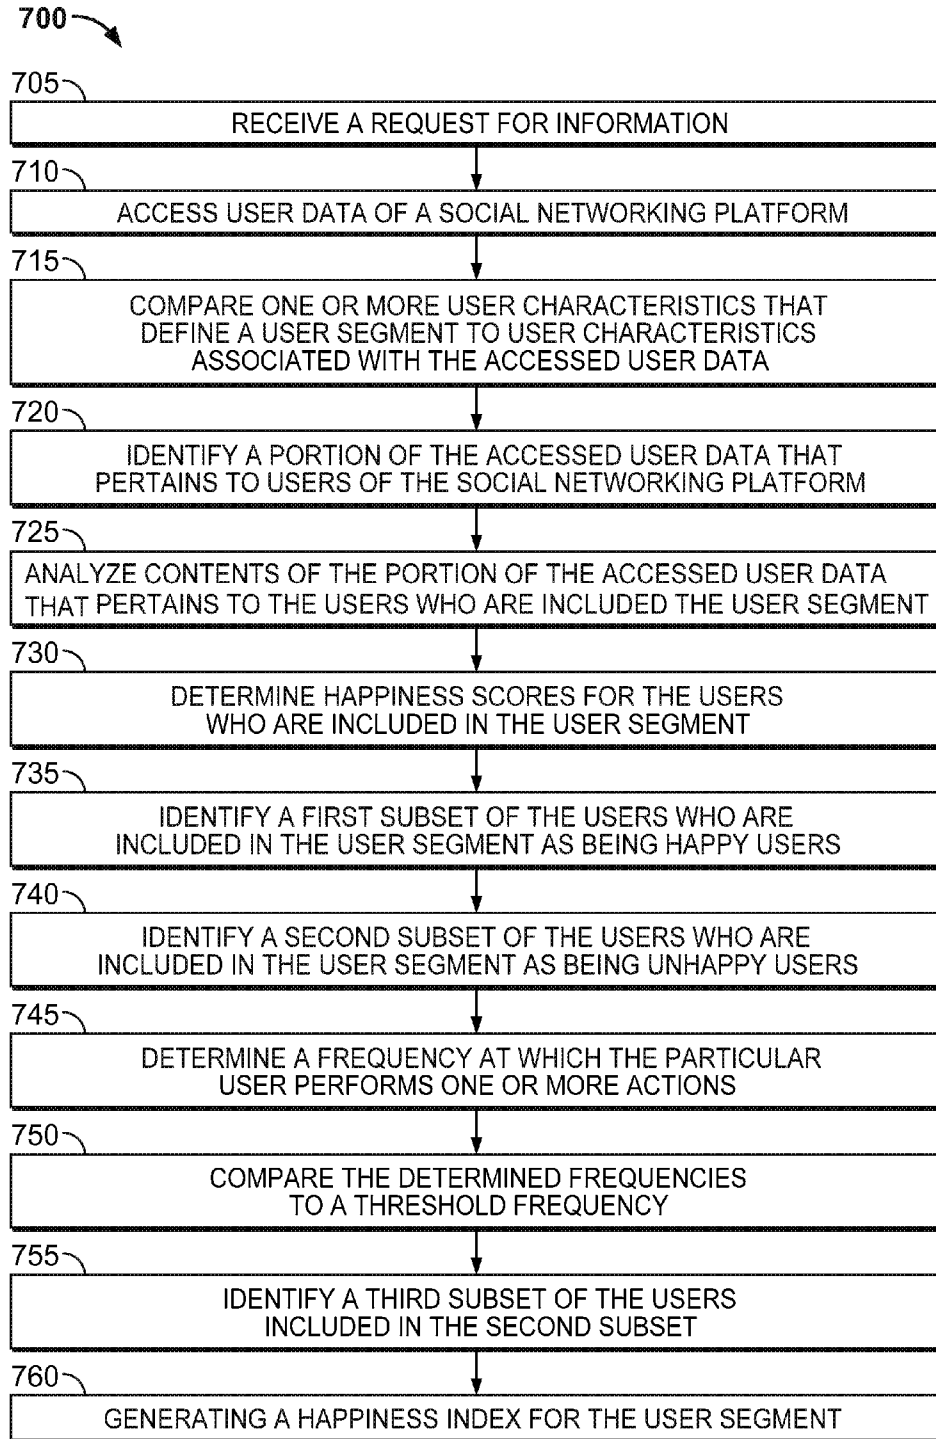 700
705
RECEIVE A REQUEST FOR INFORMATION
710
ACCESS USER DATA OF A SOCIAL NETWORKING PLATFORM
715
COMPARE ONE OR MORE USER CHARACTERISTICS THAT
DEFINE A USER SEGMENT TO USER CHARACTERISTICS
ASSOCIATED WITH THE ACCESSED USER DATA
720
IDENTIFY A PORTION OF THE ACCESSED USER DATA THAT
PERTAINS TO USERS OF THE SOCIAL NETWORKING PLATFORM
725
ANALYZE CONTENTS OF THE PORTION OF THE ACCESSED USER DATA
THAT PERTAINS TO THE USERS WHO ARE INCLUDED THE USER SEGMENT
730
DETERMINE HAPPINESS SCORES FOR THE USERS
WHO ARE INCLUDED IN THE USER SEGMENT
735
IDENTIFY A FIRST SUBSET OF THE USERS WHO ARE
INCLUDED IN THE USER SEGMENT AS BEING HAPPY USERS
740
IDENTIFY A SECOND SUBSET OF THE USERS WHO ARE
INCLUDED IN THE USER SEGMENT AS BEING UNHAPPY USERS
745
DETERMINE A FREQUENCY AT WHICH THE PARTICULAR
USER PERFORMS ONE OR MORE ACTIONS
750
COMPARE THE DETERMINED FREQUENCIES
TO A THRESHOLD FREQUENCY
755
IDENTIFY A THIRD SUBSET OF THE USERS
INCLUDED IN THE SECOND SUBSET
760
GENERATING A HAPPINESS INDEX FOR THE USER SEGMENT